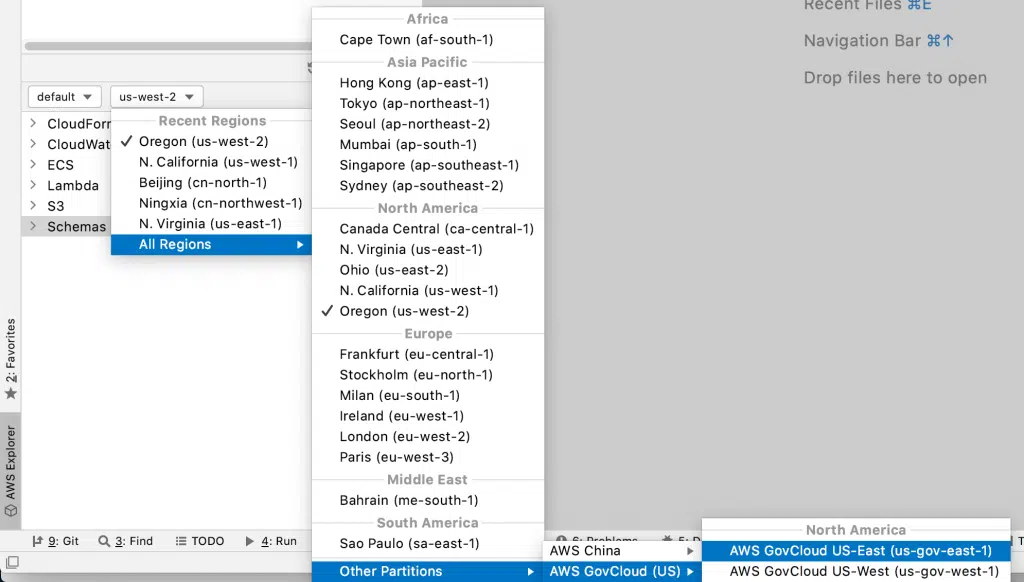 Recent Files ⌘E
Navigation Bar ⌘↑
Drop files here to open
default
us-west-2
CloudFor
CloudWat
ECS
Lambda
S3
Schemas
Recent Regions
✓ Oregon (us-west-2)
N. California (us-west-1)
Beijing (cn-north-1)
Ningxia (cn-northwest-1)
N. Virginia (us-east-1)
All Regions
Africa
Cape Town (af-south-1)
Asia Pacific
Hong Kong (ap-east-1)
Tokyo (ap-northeast-1)
Seoul (ap-northeast-2)
Mumbai (ap-south-1)
Singapore (ap-southeast-1)
Sydney (ap-southeast-2)
North America
Canada Central (ca-central-1)
N. Virginia (us-east-1)
Ohio (us-east-2)
N. California (us-west-1)
✓ Oregon (us-west-2)
Europe
Frankfurt (eu-central-1)
Stockholm (eu-north-1)
Milan (eu-south-1)
Ireland (eu-west-1)
London (eu-west-2)
Paris (eu-west-3)
Middle East
Bahrain (me-south-1)
South America
Sao Paulo (sa-east-1)
Other Partitions
AWS China
AWS GovCloud (US)
North America
AWS GovCloud US-East (us-gov-east-1)
AWS GovCloud US-West (us-gov-west-1)
2: Favorites
AWS Explorer
9: Git
3: Find
TODO
4: Run
6: Problems